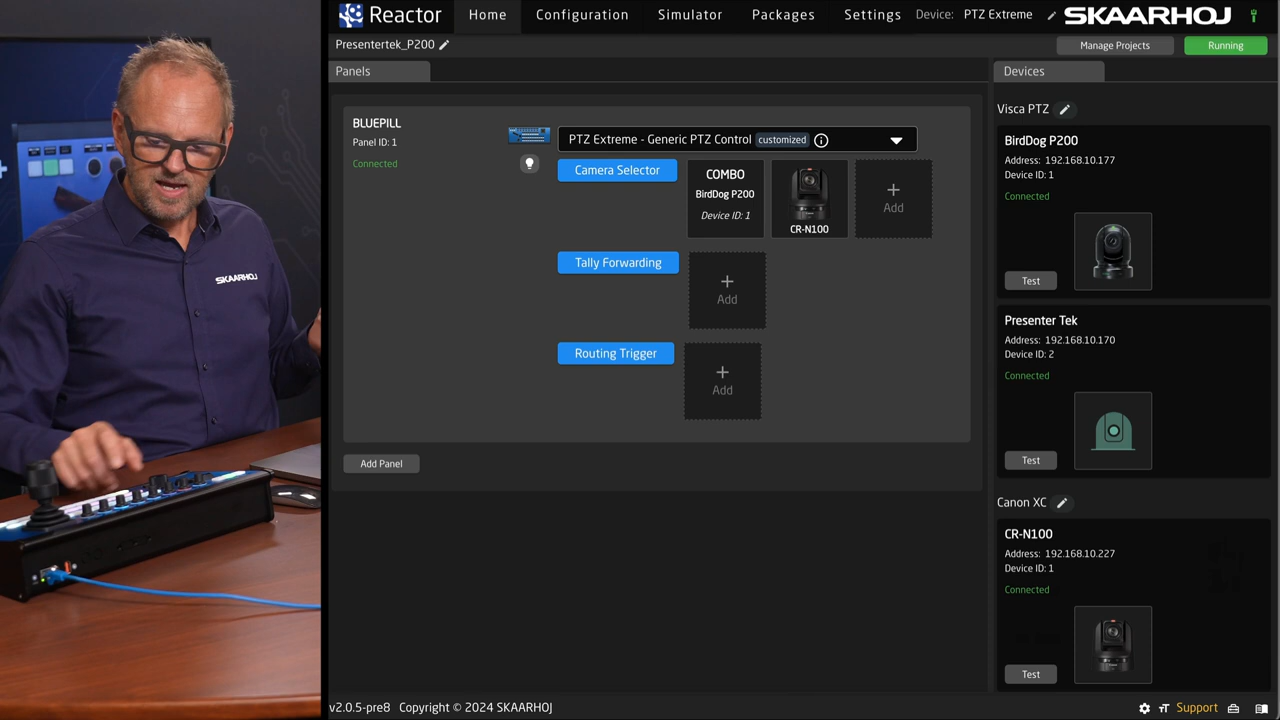 Reactor
Home
Configuration
Simulator
Packages
Settings
Device: PTZ Extreme
SKAARHOJ
Presentertek_P200
Manage Projects
Running
Panels
BLUEPILL
Panel ID: 1
Connected
PTZ Extreme - Generic PTZ Control customized
Camera Selector
COMBO
BirdDog P200
Device ID: 1
CR-N100
+
Add
Tally Forwarding
+
Add
Routing Trigger
+
Add
Add Panel
Devices
Visca PTZ
BirdDog P200
Address: 192.168.10.177
Device ID: 1
Connected
Test
Presenter Tek
Address: 192.168.10.170
Device ID: 2
Connected
Test
Canon XC
CR-N100
Address: 192.168.10.227
Device ID: 1
Connected
Test
v2.0.5-pre8 Copyright © 2024 SKAARHOJ
Support
SKAARHOJ